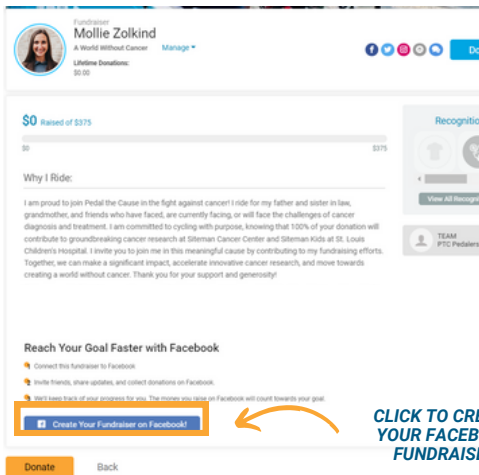 Fundraiser
Mollie Zolkind
A World Without Cancer Manage
Lifetime Donations:
$0.00
$0 Raised of $375
$0 $375
Why I Ride:
I am proud to join Pedal the Cause in the fight against cancer! I ride for my father and sister in law,
grandmother, and friends who have faced, are currently facing, or will face the challenges of cancer
diagnosis and treatment. I am committed to cycling with purpose, knowing that 100% of your donation will
contribute to groundbreaking cancer research at Siteman Cancer Center and Siteman Kids at St. Louis
Children's Hospital. I invite you to join me in this meaningful cause by contributing to my fundraising efforts.
Together, we can make a significant impact, accelerate innovative cancer research, and move towards
creating a world without cancer. Thank you for your support and generosity!
Reach Your Goal Faster with Facebook
Connect this fundraiser to Facebook
Invite friends, share updates, and collect donations on Facebook.
We'll keep track of your progress for you. The money you raise on Facebook will count towards your goal.
Create Your Fundraiser on Facebook!
Donate Back
Do
Recognitio
View All Recogni
TEAM
PTC Pedalers
CLICK TO CRE
YOUR FACEB
FUNDRAISE